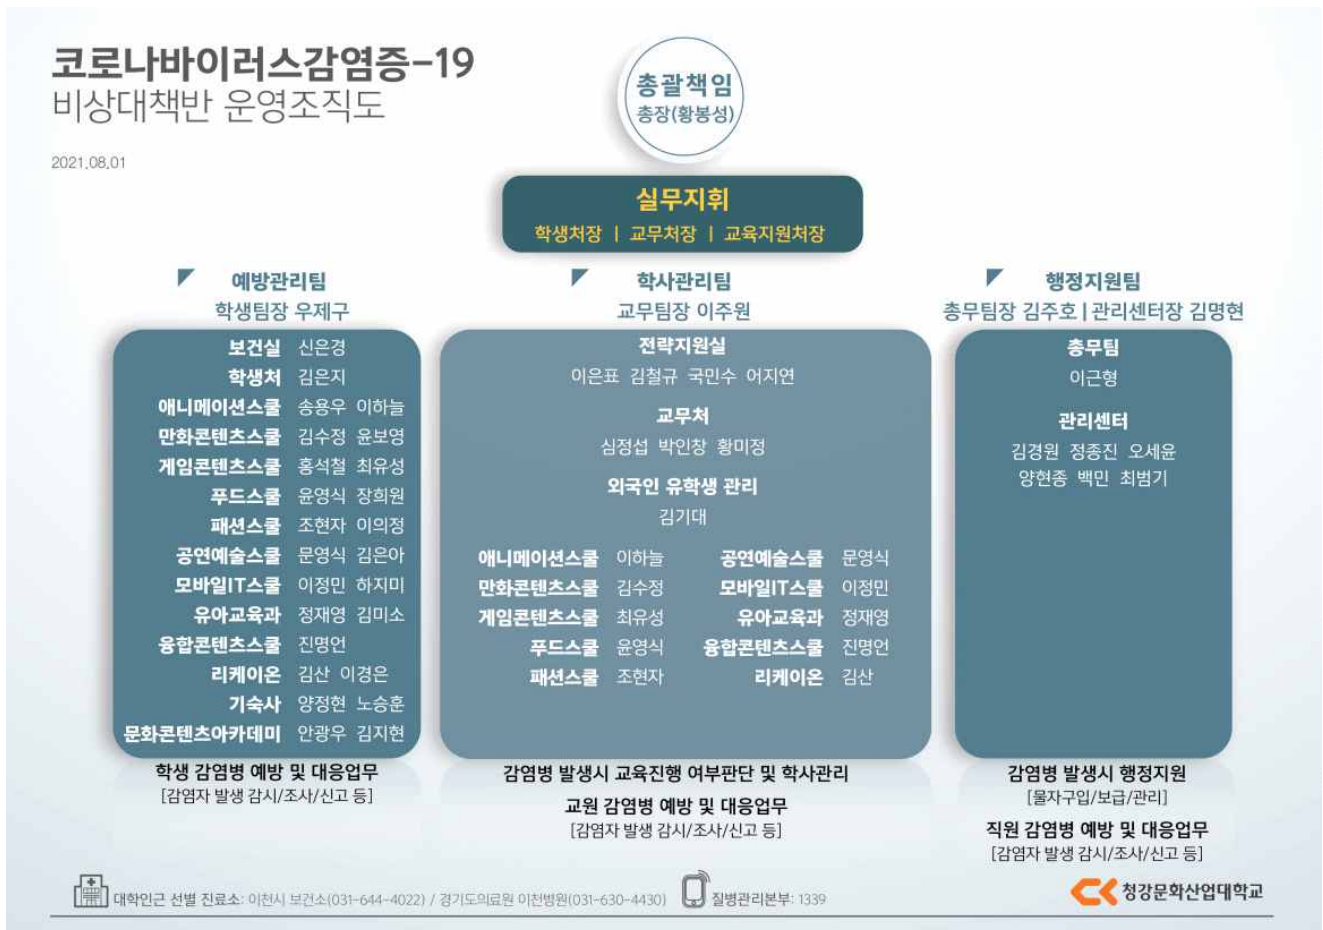 코로나바이러스감염증-19
비상대책반 운영조직도
2021.08.01
총괄책임
총장(황봉성)
실무지휘
학생처장 | 교무처장 | 교육지원처장
예방관리팀
학생팀장 우제구
보건실 신은경
학생처 김은지
애니메이션스쿨 송용우 이하늘
만화콘텐츠스쿨 김수정 윤보영
게임콘텐츠스쿨 홍석철 최유성
푸드스쿨 윤영식 장희원
패션스쿨 조현자 이의정
공연예술스쿨 문영식 김은아
모바일IT스쿨 이정민 하지미
유아교육과 정재영 김미소
융합콘텐츠스쿨 진명언
리케이온 김산 이경은
기숙사 양정현 노승훈
문화콘텐츠아카데미 안광우 김지현
학생 감염병 예방 및 대응업무
[감염자 발생 감시/조사/신고 등]
학사관리팀
교무팀장 이주원
전략지원실
이은표 김철규 국민수 어지연
교무처
심정섭 박인창 황미정
외국인 유학생 관리
김기대
애니메이션스쿨 이하늘 공연예술스쿨 문영식
만화콘텐츠스쿨 김수정 모바일IT스쿨 이정민
게임콘텐츠스쿨 최유성 유아교육과 정재영
푸드스쿨 윤영식 융합콘텐츠스쿨 진명언
패션스쿨 조현자 리케이온 김산
감염병 발생시 교육진행 여부판단 및 학사관리
교원 감염병 예방 및 대응업무
[감염자 발생 감시/조사/신고 등]
행정지원팀
총무팀장 김주호 | 관리센터장 김명현
총무팀
이근형
관리센터
김경원 정종진 오세윤
양현종 백민 최범기
감염병 발생시 행정지원
[물자구입/보급/관리]
직원 감염병 예방 및 대응업무
[감염자 발생 감시/조사/신고 등]
대학인근 선별 진료소: 이천시 보건소(031-644-4022) / 경기도의료원 이천병원(031-630-4430) 질병관리본부: 1339
청강문화산업대학교